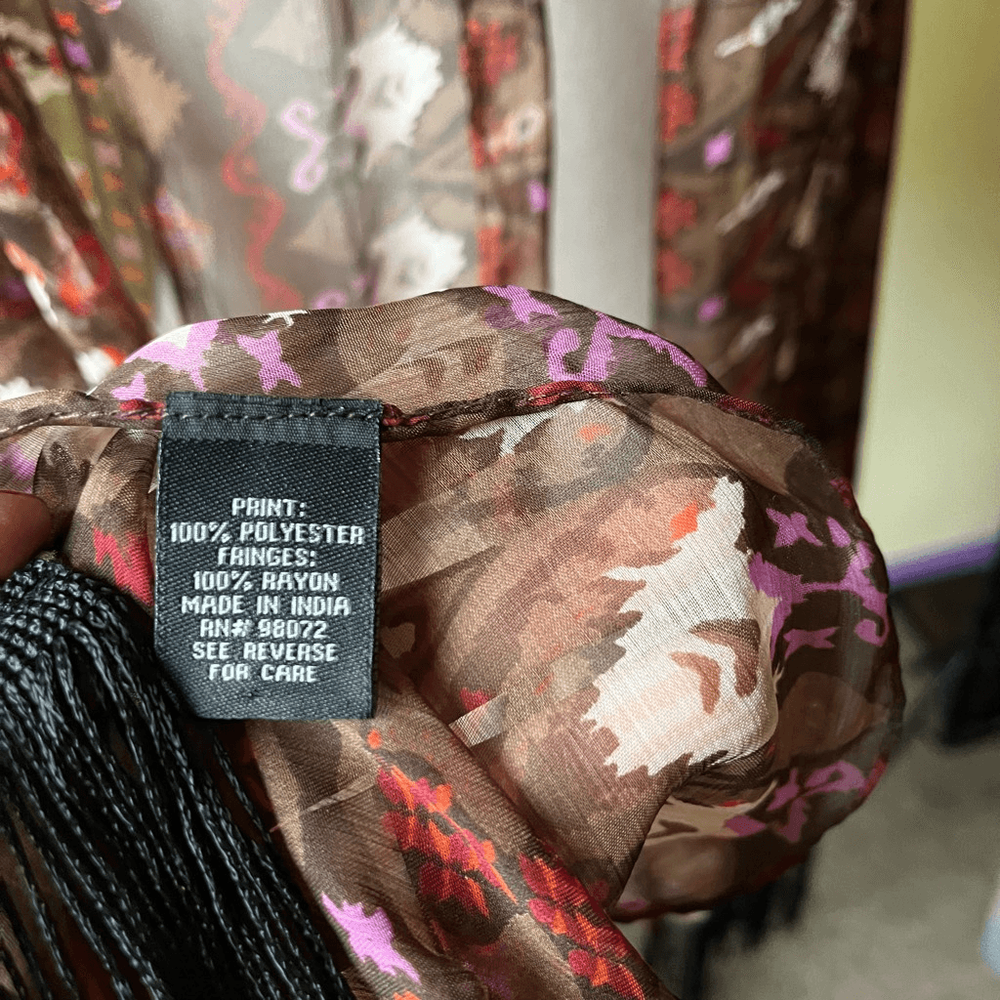 PRINT:
100% POLYESTER
FRINGES:
100% RAYON
MADE IN INDIA
RN# 98072
SEE REVERSE
FOR CARE